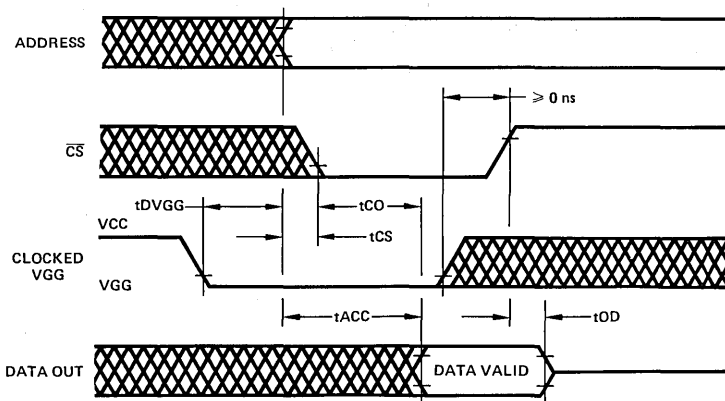 ADDRESS
≥ 0 ns
CS
tDVGG
tCO
VCC
tCS
CLOCKED
VGG
VGG
tACC
tOD
DATA OUT
DATA VALID